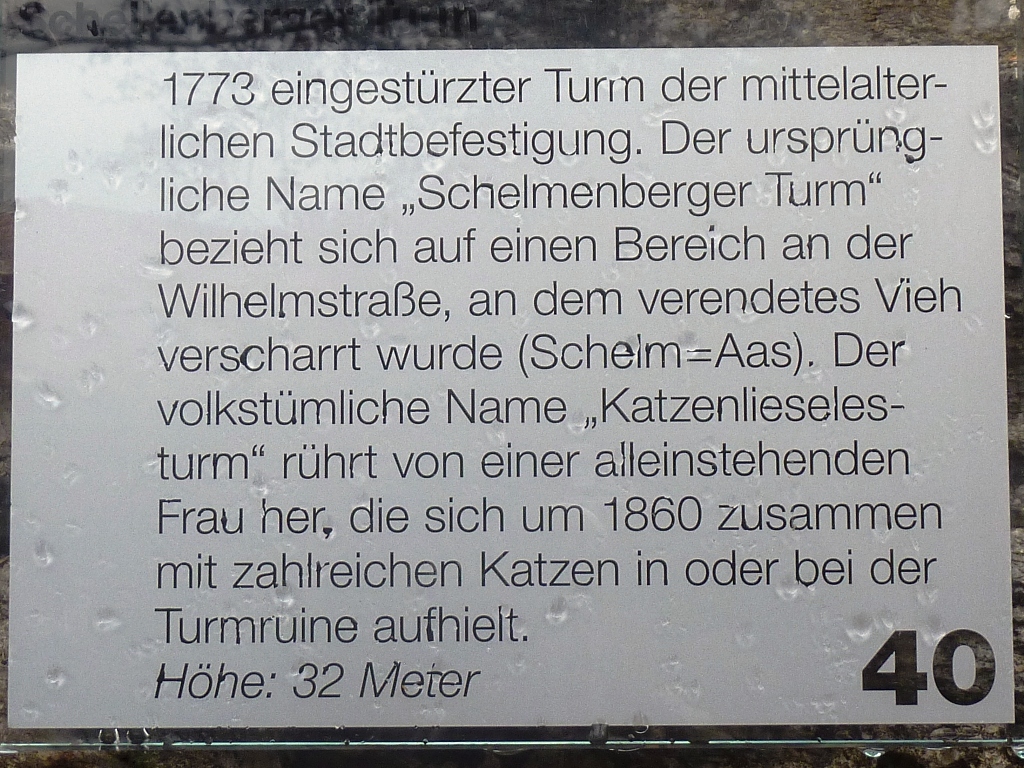 Schellenberger Turm
1773 eingestürzter Turm der mittelalter-
lichen Stadtbefestigung. Der ursprüng-
liche Name „Schelmenberger Turm“
bezieht sich auf einen Bereich an der
Wilhelmstraße, an dem verendetes Vieh
verscharrt wurde (Schelm=Aas). Der
volkstümliche Name „Katzenlieseles-
turm“ rührt von einer alleinstehenden
Frau her, die sich um 1860 zusammen
mit zahlreichen Katzen in oder bei der
Turmruine aufhielt.
Höhe: 32 Meter
40